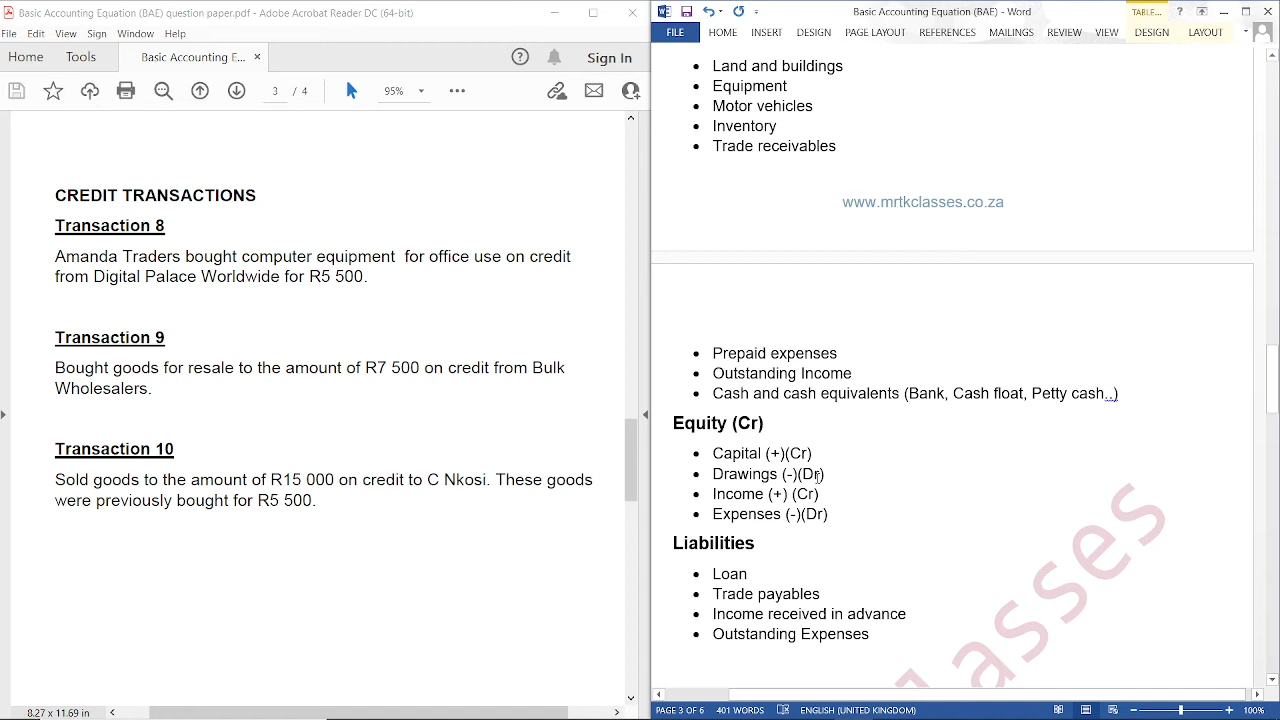 Basic Accounting Equation (BAE) question paper.pdf - Adobe Acrobat Reader DC (64-bit)
File Edit View Sign Window Help
Home Tools Basic Accounting E... × Sign In
3 / 4 95%
CREDIT TRANSACTIONS
Transaction 8
Amanda Traders bought computer equipment for office use on credit
from Digital Palace Worldwide for R5 500.
Transaction 9
Bought goods for resale to the amount of R7 500 on credit from Bulk
Wholesalers.
Transaction 10
Sold goods to the amount of R15 000 on credit to C Nkosi. These goods
were previously bought for R5 500.
8.27 x 11.69 in
Basic Accounting Equation (BAE) - Word TABLE...
FILE HOME INSERT DESIGN PAGE LAYOUT REFERENCES MAILINGS REVIEW VIEW DESIGN LAYOUT
• Land and buildings
• Equipment
• Motor vehicles
• Inventory
• Trade receivables
www.mrtkclasses.co.za
• Prepaid expenses
• Outstanding Income
• Cash and cash equivalents (Bank, Cash float, Petty cash..)
Equity (Cr)
• Capital (+)(Cr)
• Drawings (-)(Dr)
• Income (+) (Cr)
• Expenses (-)(Dr)
Liabilities
• Loan
• Trade payables
• Income received in advance
• Outstanding Expenses
lasses
PAGE 3 OF 6 401 WORDS ENGLISH (UNITED KINGDOM) 100%